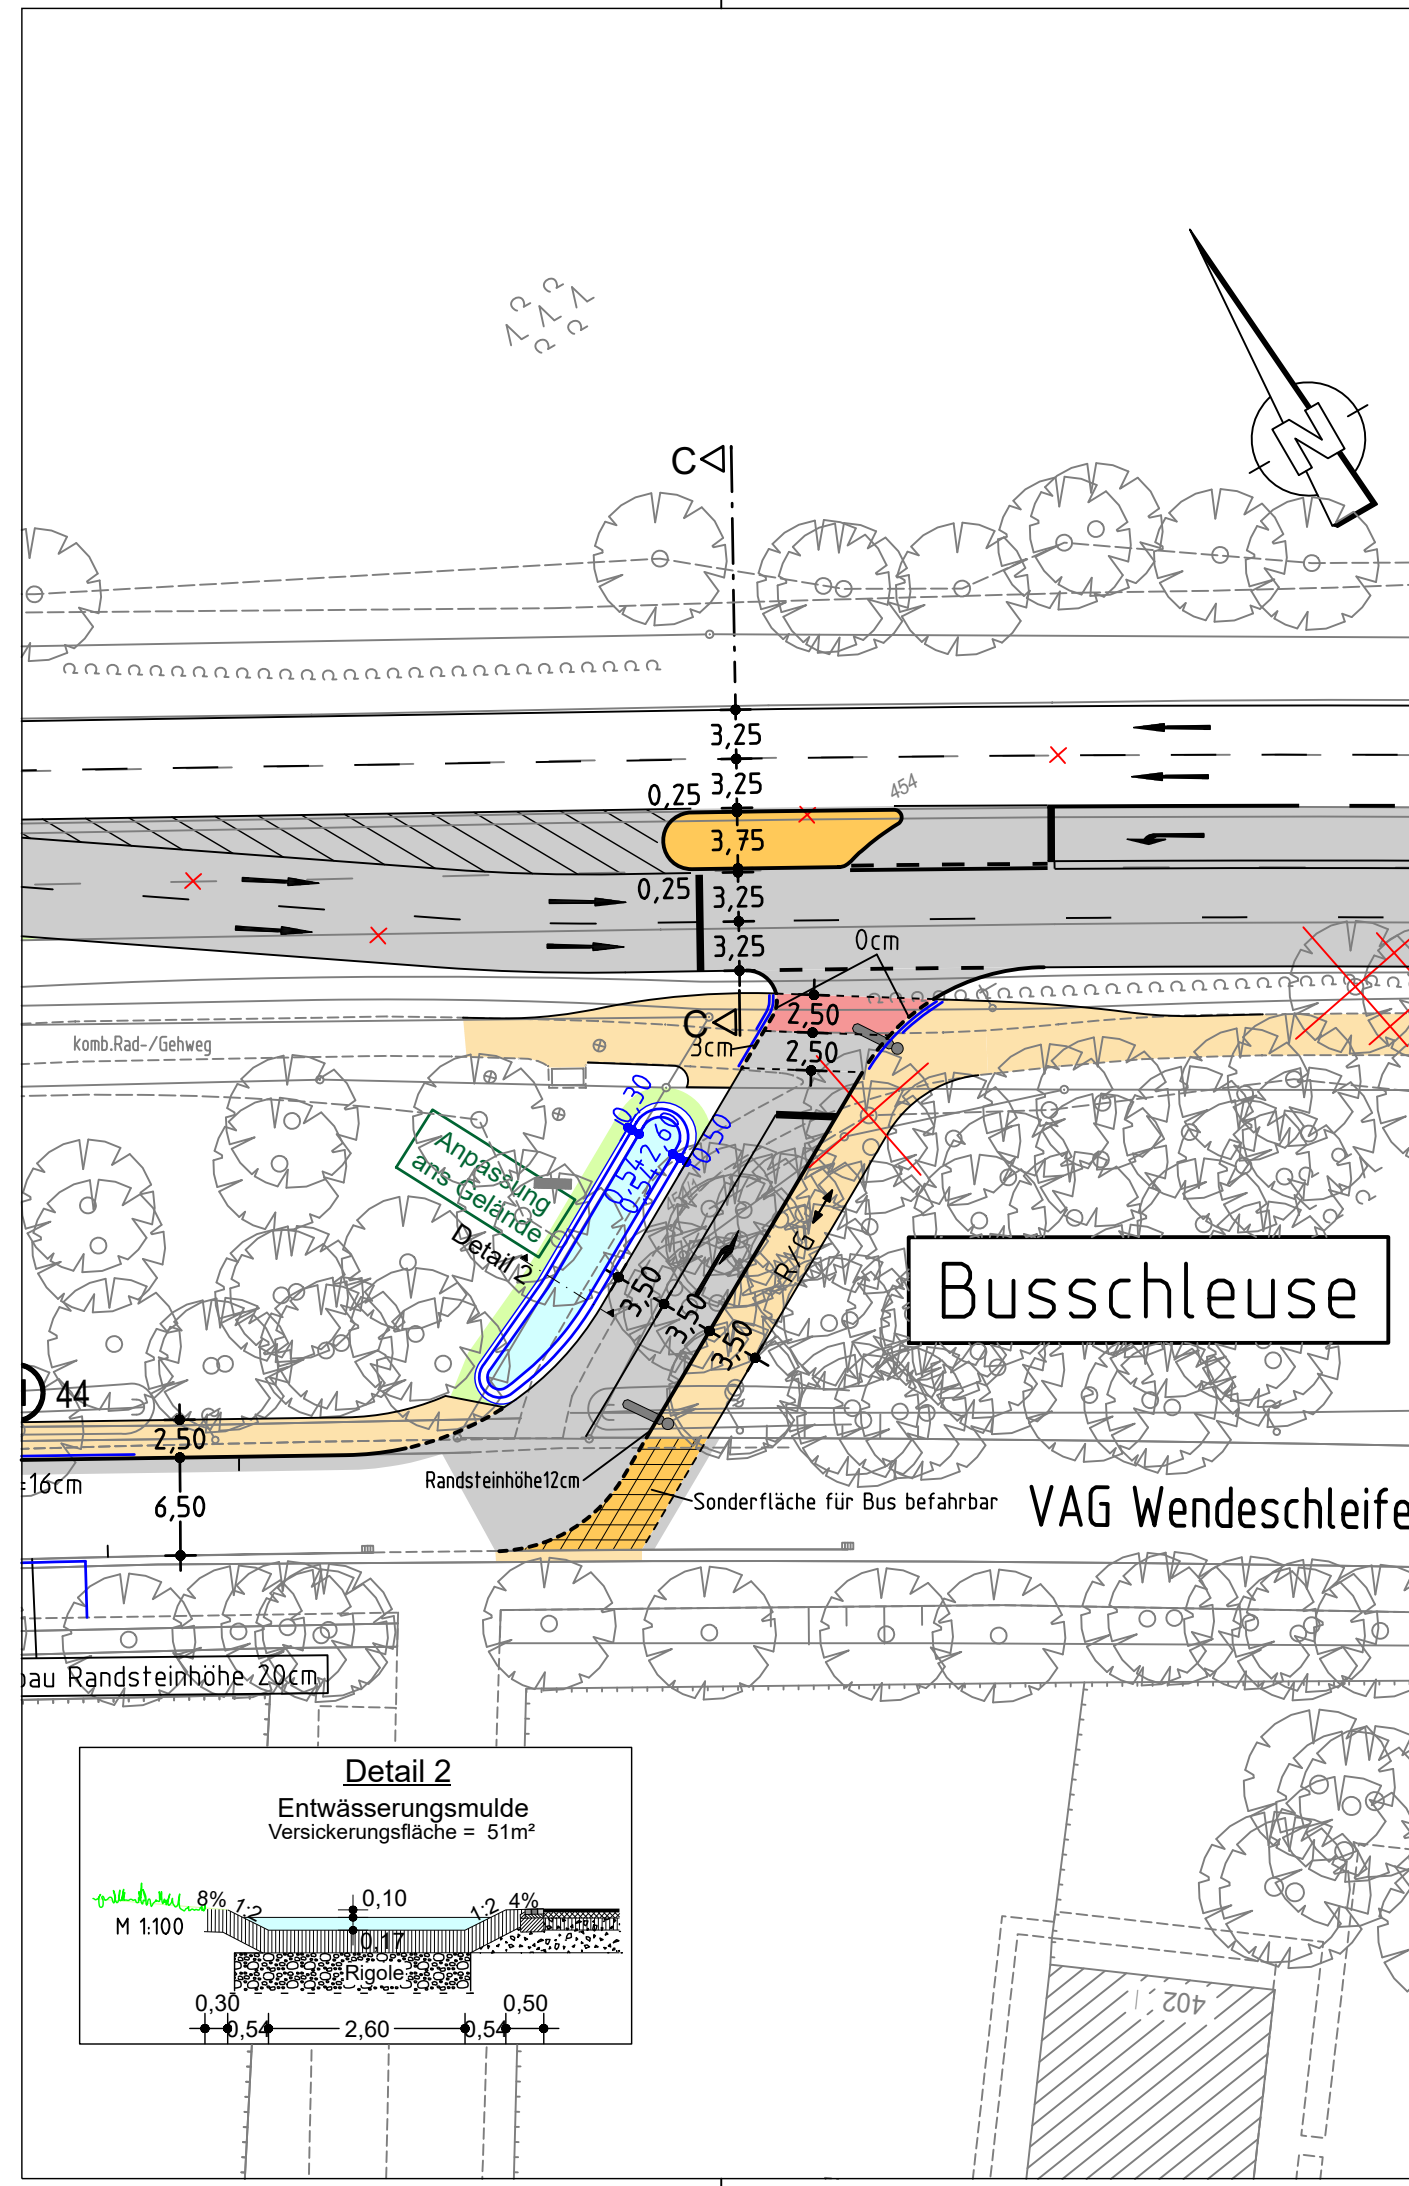 N
C
3,25
3,25
0,25
454
3,75
0,25
3,25
3,25
0cm
C
2,50
komb.Rad-/Gehweg
3cm
2,50
0,30
Anpassung
ans Gelände
0,54
2,60
0,54
0,50
Detail 2
R/G
Busschleuse
3,50
3,50
3,50
44
2,50
=16cm
Randsteinhöhe12cm
6,50
Sonderfläche für Bus befahrbar
VAG Wendeschleife
bau Randsteinhöhe 20cm
Detail 2
Entwässerungsmulde
Versickerungsfläche = 51m²
8%
1:2
0,10
1:2
4%
M 1:100
0,17
Rigole
0,30
0,50
0,54
2,60
0,54
402